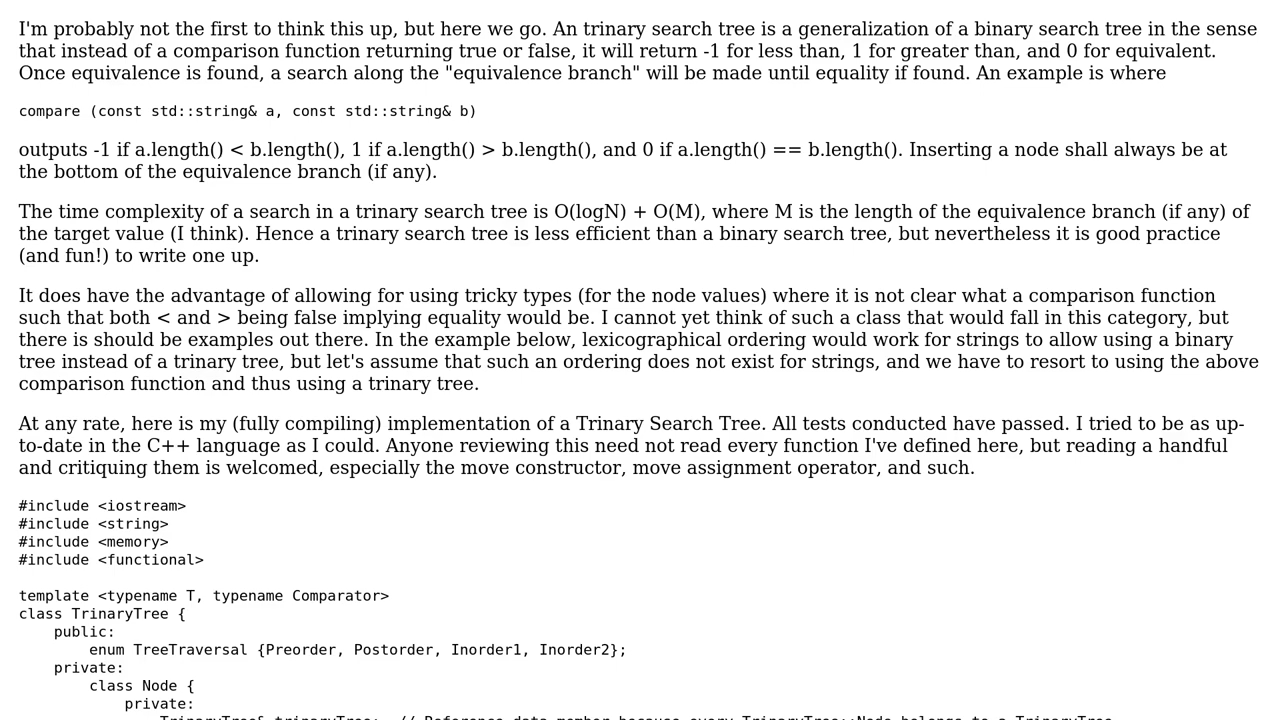 I'm probably not the first to think this up, but here we go. An trinary search tree is a generalization of a binary search tree in the sense
that instead of a comparison function returning true or false, it will return -1 for less than, 1 for greater than, and 0 for equivalent.
Once equivalence is found, a search along the "equivalence branch" will be made until equality if found. An example is where
compare (const std::string& a, const std::string& b)
outputs -1 if a.length() < b.length(), 1 if a.length() > b.length(), and 0 if a.length() == b.length(). Inserting a node shall always be at
the bottom of the equivalence branch (if any).
The time complexity of a search in a trinary search tree is O(logN) + O(M), where M is the length of the equivalence branch (if any) of
the target value (I think). Hence a trinary search tree is less efficient than a binary search tree, but nevertheless it is good practice
(and fun!) to write one up.
It does have the advantage of allowing for using tricky types (for the node values) where it is not clear what a comparison function
such that both < and > being false implying equality would be. I cannot yet think of such a class that would fall in this category, but
there is should be examples out there. In the example below, lexicographical ordering would work for strings to allow using a binary
tree instead of a trinary tree, but let's assume that such an ordering does not exist for strings, and we have to resort to using the above
comparison function and thus using a trinary tree.
At any rate, here is my (fully compiling) implementation of a Trinary Search Tree. All tests conducted have passed. I tried to be as up-
to-date in the C++ language as I could. Anyone reviewing this need not read every function I've defined here, but reading a handful
and critiquing them is welcomed, especially the move constructor, move assignment operator, and such.
#include <iostream>
#include <string>
#include <memory>
#include <functional>
template <typename T, typename Comparator>
class TrinaryTree {
public:
enum TreeTraversal {Preorder, Postorder, Inorder1, Inorder2};
private:
class Node {
private:
TrinaryTree& trinaryTree; // Reference data member because every TrinaryTree::Node belongs to a TrinaryTree